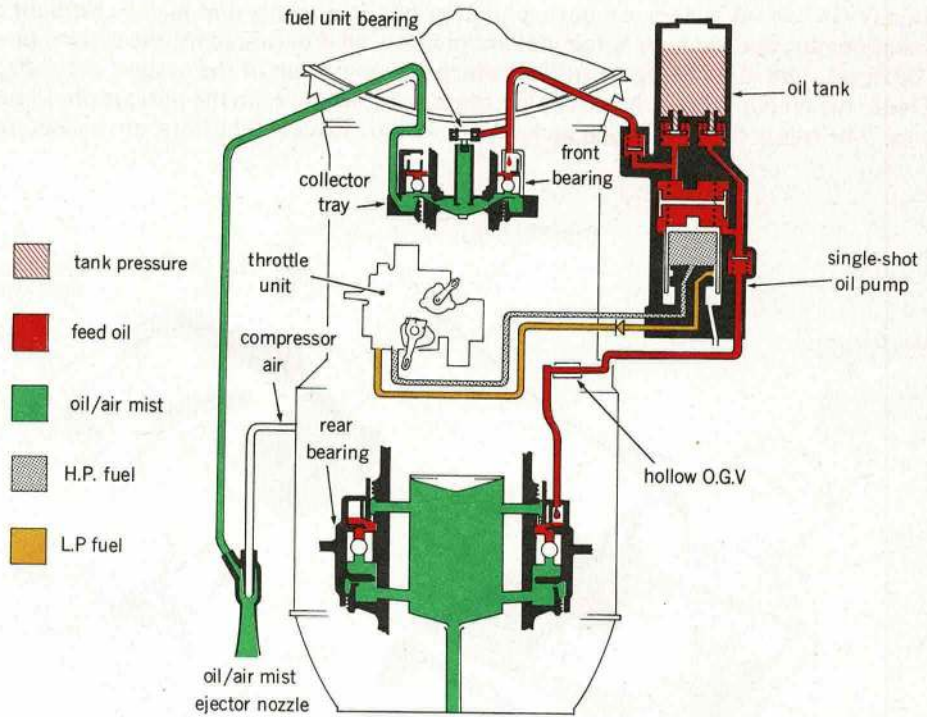 fuel unit bearing
oil tank
front
bearing
collector
tray
single-shot
oil pump
throttle
unit
compressor
air
rear
bearing
hollow O.G.V
oil/air mist
ejector nozzle
tank pressure
feed oil
oil/air mist
H.P. fuel
L.P fuel